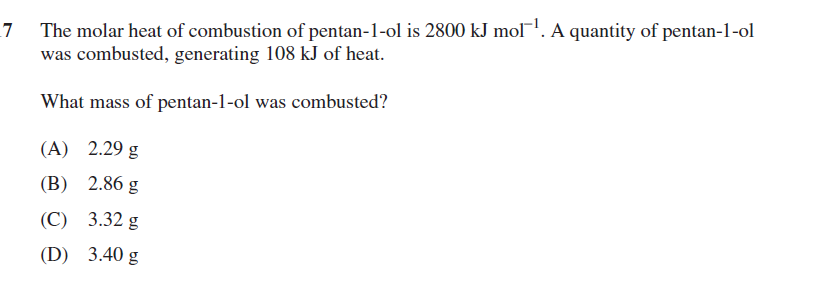 7 The molar heat of combustion of pentan-1-ol is 2800 kJ mol⁻¹. A quantity of pentan-1-ol
was combusted, generating 108 kJ of heat.
What mass of pentan-1-ol was combusted?
(A) 2.29 g
(B) 2.86 g
(C) 3.32 g
(D) 3.40 g